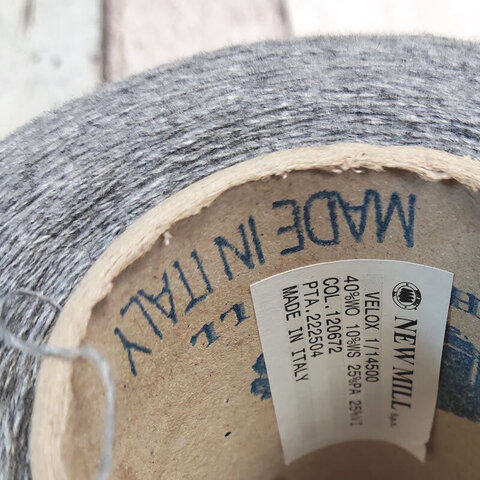 MADE IN ITALY
NEW MILL S.p.A.
VELOX 1/14500
40%WO 10%WS 25%PA 25%VI
COL. 120672
PTA. 222504
MADE IN ITALY